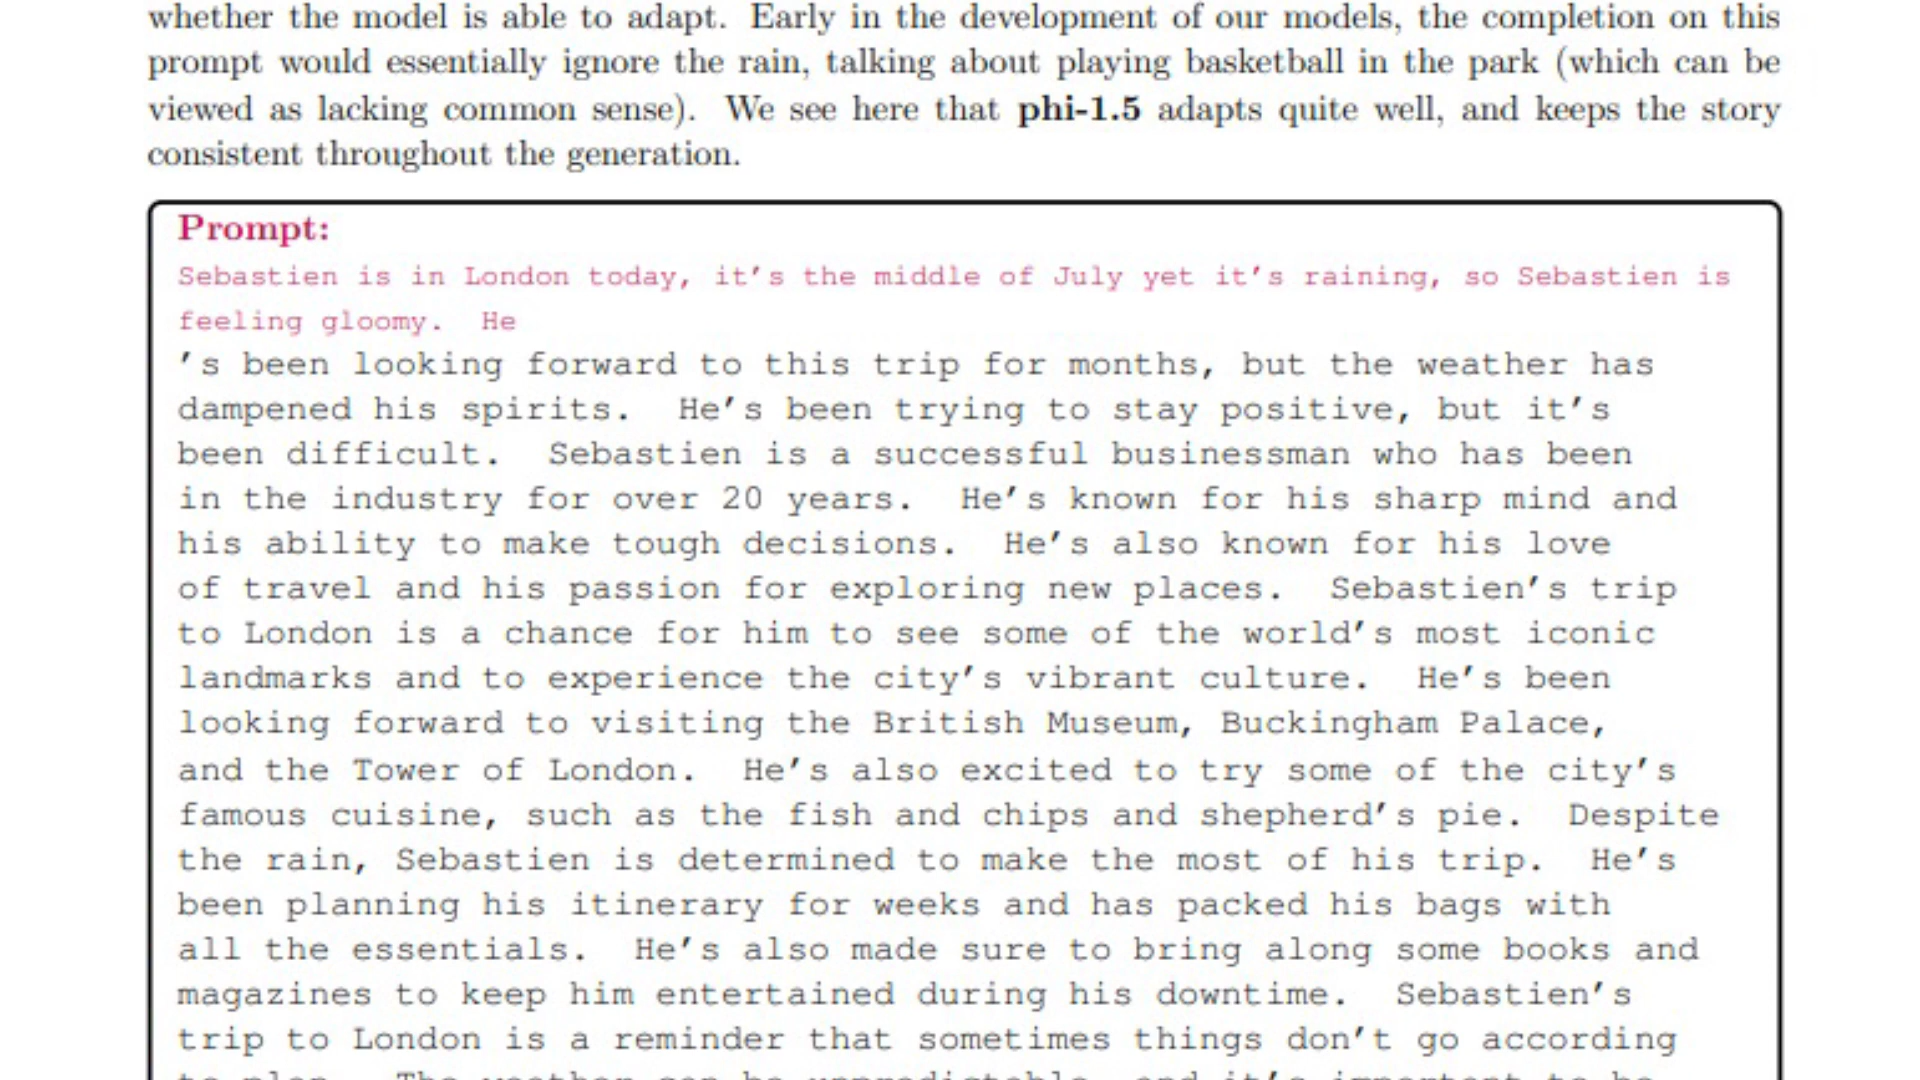 whether the model is able to adapt. Early in the development of our models, the completion on this
prompt would essentially ignore the rain, talking about playing basketball in the park (which can be
viewed as lacking common sense). We see here that phi-1.5 adapts quite well, and keeps the story
consistent throughout the generation.
Prompt:
Sebastien is in London today, it's the middle of July yet it's raining, so Sebastien is
feeling gloomy. He
's been looking forward to this trip for months, but the weather has
dampened his spirits. He's been trying to stay positive, but it's
been difficult. Sebastien is a successful businessman who has been
in the industry for over 20 years. He's known for his sharp mind and
his ability to make tough decisions. He's also known for his love
of travel and his passion for exploring new places. Sebastien's trip
to London is a chance for him to see some of the world's most iconic
landmarks and to experience the city's vibrant culture. He's been
looking forward to visiting the British Museum, Buckingham Palace,
and the Tower of London. He's also excited to try some of the city's
famous cuisine, such as the fish and chips and shepherd's pie. Despite
the rain, Sebastien is determined to make the most of his trip. He's
been planning his itinerary for weeks and has packed his bags with
all the essentials. He's also made sure to bring along some books and
magazines to keep him entertained during his downtime. Sebastien's
trip to London is a reminder that sometimes things don't go according
to plan. The weather can be unpredictable, and it's important to be